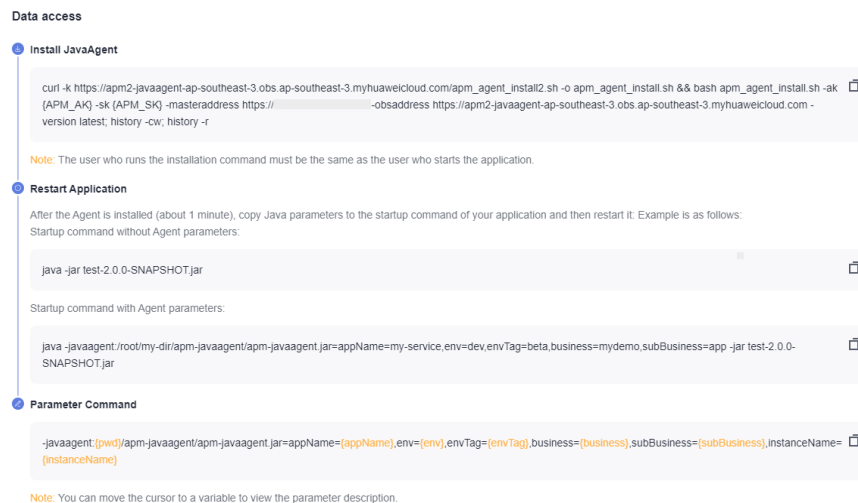 Data access
Install JavaAgent
curl -k https://apm2-javaagent-ap-southeast-3.obs.ap-southeast-3.myhuaweicloud.com/apm_agent_install2.sh -o apm_agent_install.sh && bash apm_agent_install.sh -ak
{APM_AK} -sk {APM_SK} -masteraddress https:// -obsaddress https://apm2-javaagent-ap-southeast-3.obs.ap-southeast-3.myhuaweicloud.com -
version latest; history -cw; history -r
Note: The user who runs the installation command must be the same as the user who starts the application.
Restart Application
After the Agent is installed (about 1 minute), copy Java parameters to the startup command of your application and then restart it: Example is as follows:
Startup command without Agent parameters:
java -jar test-2.0.0-SNAPSHOT.jar
Startup command with Agent parameters:
java -javaagent:/root/my-dir/apm-javaagent/apm-javaagent.jar=appName=my-service,env=dev,envTag=beta,business=mydemo,subBusiness=app -jar test-2.0.0-
SNAPSHOT.jar
Parameter Command
-javaagent:{pwd}/apm-javaagent/apm-javaagent.jar=appName={appName},env={env},envTag={envTag},business={business},subBusiness={subBusiness},instanceName=
{instanceName}
Note: You can move the cursor to a variable to view the parameter description.